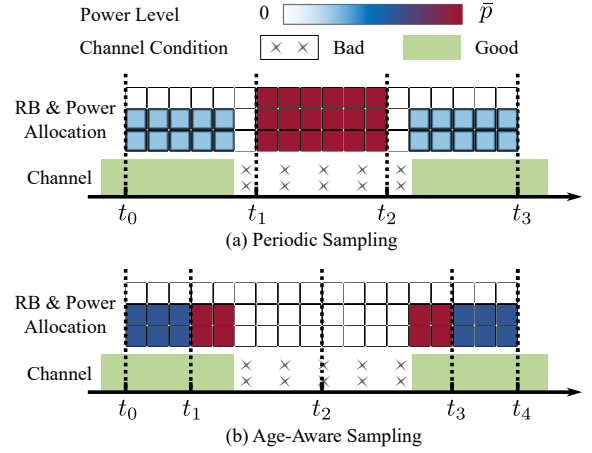 Power Level 0 p̄
Channel Condition Bad Good
RB & Power
Allocation
Channel
t₀ t₁ t₂ t₃
(a) Periodic Sampling
RB & Power
Allocation
Channel
t₀ t₁ t₂ t₃ t₄
(b) Age-Aware Sampling